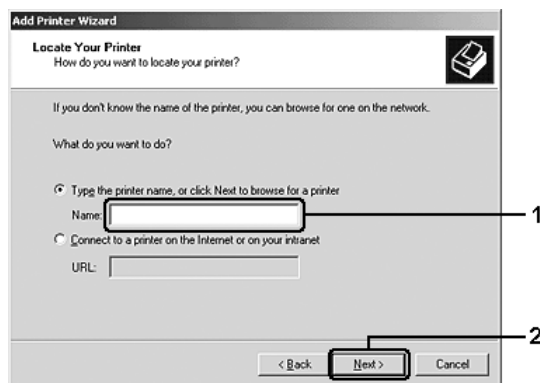 Add Printer Wizard
Locate Your Printer
How do you want to locate your printer?
If you don't know the name of the printer, you can browse for one on the network.
What do you want to do?
Type the printer name, or click Next to browse for a printer
Name:
1
Connect to a printer on the Internet or on your intranet
URL:
2
< Back Next > Cancel